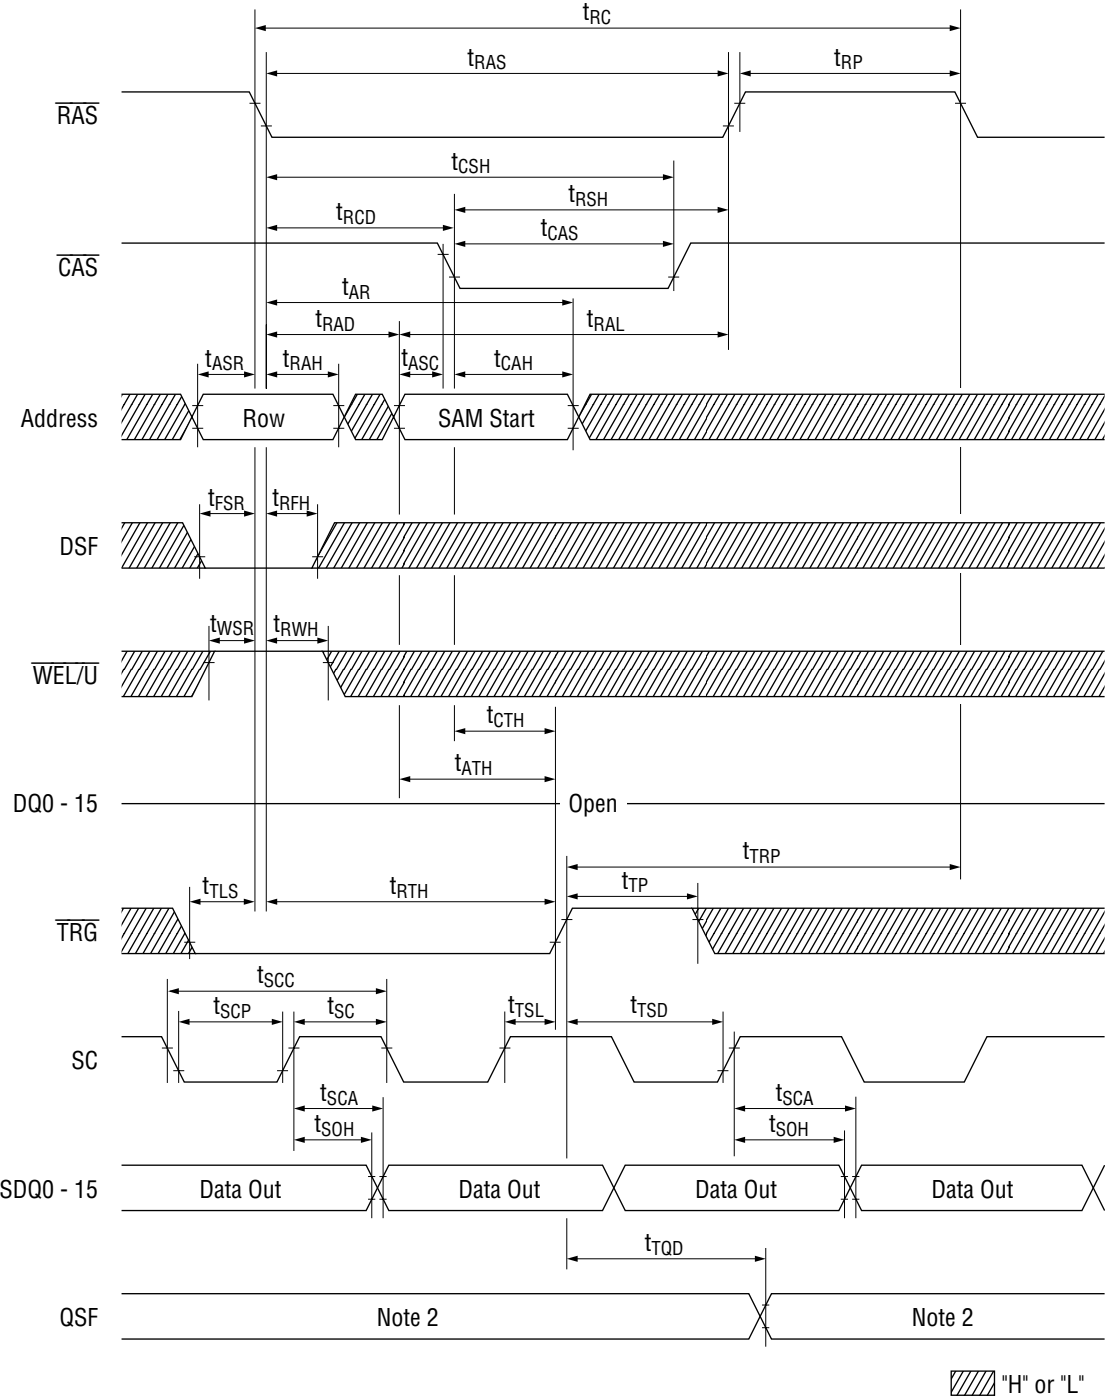 tRC
tRAS
tRP
RAS
tCSH
tRSH
tRCD
tCAS
CAS
tAR
tRAD
tRAL
tASR
tRAH
tASC
tCAH
Address
Row
SAM Start
tFSR
tRFH
DSF
tWSR
tRWH
WEL/U
tCTH
tATH
DQ0 - 15
Open
tTRP
tTLS
tRTH
tTP
TRG
tSCC
tSCP
tSC
tTSL
tTSD
SC
tSCA
tSCA
tSOH
tSOH
SDQ0 - 15
Data Out
Data Out
Data Out
Data Out
tTQD
QSF
Note 2
Note 2
"H" or "L"